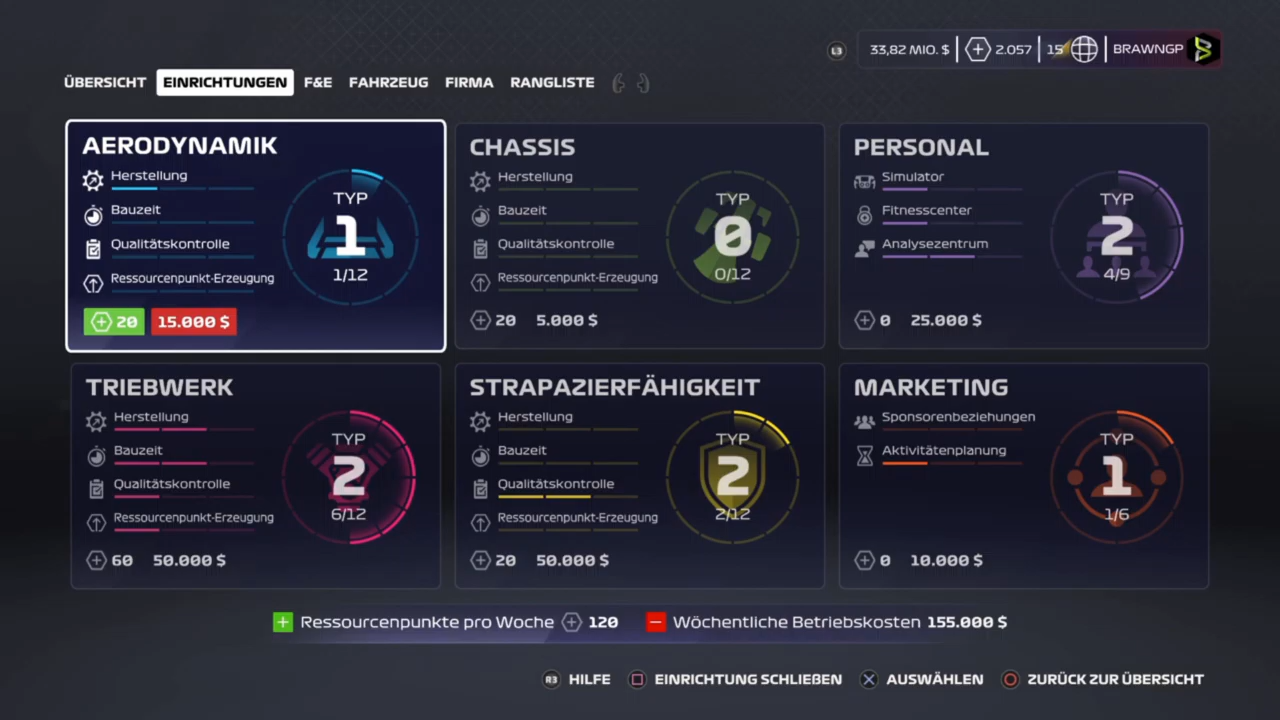 L3 33,82 MIO. $ 2.057 15 BRAWNGP
ÜBERSICHT EINRICHTUNGEN F&E FAHRZEUG FIRMA RANGLISTE
AERODYNAMIK
Herstellung
Bauzeit
Qualitätskontrolle
Ressourcenpunkt-Erzeugung
TYP
1
1/12
20 15.000 $
CHASSIS
Herstellung
Bauzeit
Qualitätskontrolle
Ressourcenpunkt-Erzeugung
TYP
0
0/12
20 5.000 $
PERSONAL
Simulator
Fitnesscenter
Analysezentrum
TYP
2
4/9
0 25.000 $
TRIEBWERK
Herstellung
Bauzeit
Qualitätskontrolle
Ressourcenpunkt-Erzeugung
TYP
2
6/12
60 50.000 $
STRAPAZIERFÄHIGKEIT
Herstellung
Bauzeit
Qualitätskontrolle
Ressourcenpunkt-Erzeugung
TYP
2
2/12
20 50.000 $
MARKETING
Sponsorenbeziehungen
Aktivitätenplanung
TYP
1
1/6
0 10.000 $
Ressourcenpunkte pro Woche 120 Wöchentliche Betriebskosten 155.000 $
R3 HILFE EINRICHTUNG SCHLIEẞEN AUSWÄHLEN ZURÜCK ZUR ÜBERSICHT